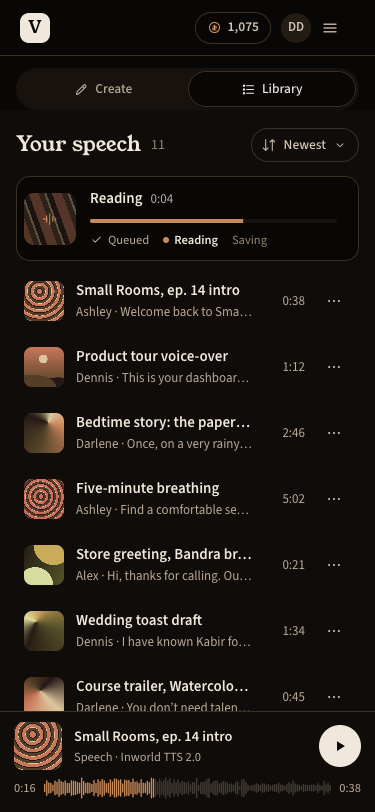 V
1,075
DD
Create
Library
Your speech 11
Newest
Reading 0:04
Queued Reading Saving
Small Rooms, ep. 14 intro
Ashley · Welcome back to Sma…
0:38
Product tour voice-over
Dennis · This is your dashboar…
1:12
Bedtime story: the paper…
Darlene · Once, on a very rainy…
2:46
Five-minute breathing
Ashley · Find a comfortable se…
5:02
Store greeting, Bandra br…
Alex · Hi, thanks for calling. Ou…
0:21
Wedding toast draft
Dennis · I have known Kabir fo…
1:34
Course trailer, Watercolo…
Darlene · You don't need talen…
0:45
Small Rooms, ep. 14 intro
Speech · Inworld TTS 2.0
0:16
0:38